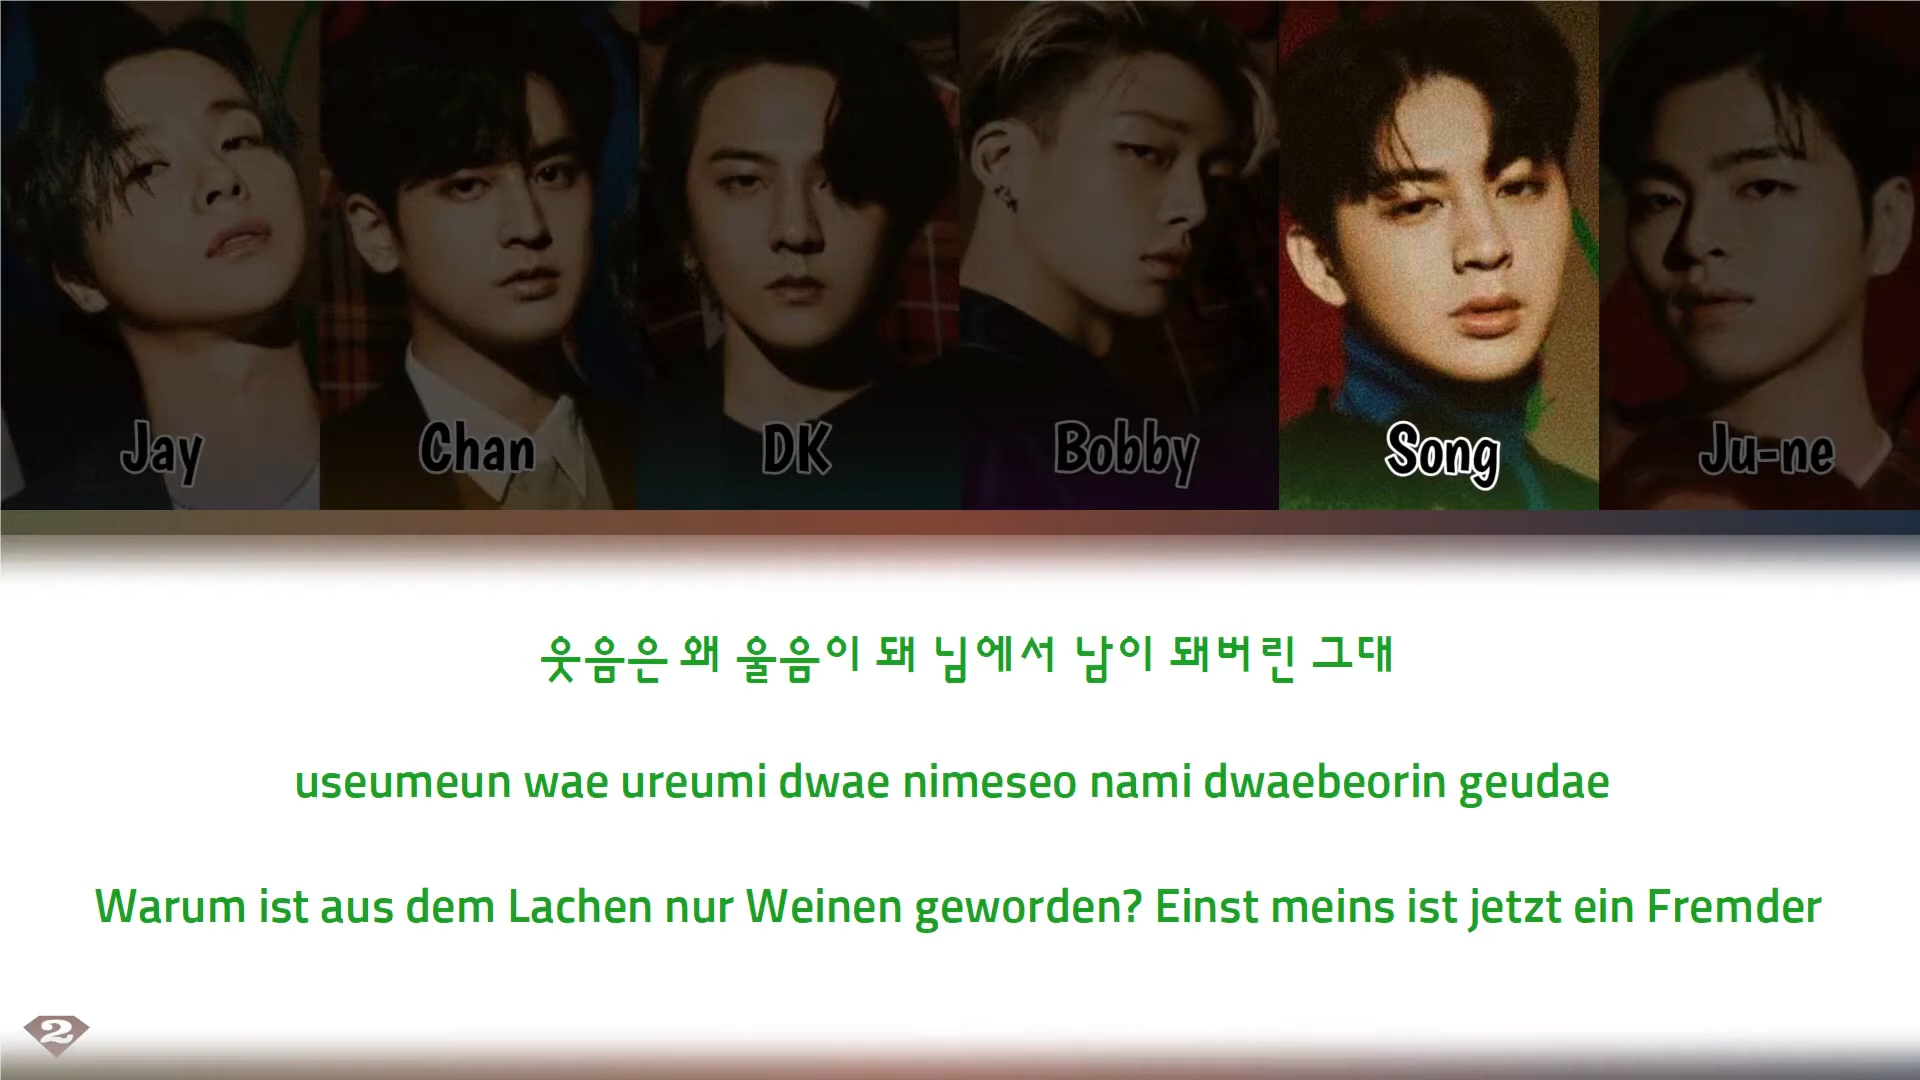 Jay Chan DK Bobby Song Ju-ne
웃음은 왜 울음이 돼 님에서 남이 돼버린 그대
useumeun wae ureumi dwae nimeseo nami dwaebeorin geudae
Warum ist aus dem Lachen nur Weinen geworden? Einst meins ist jetzt ein Fremder
2